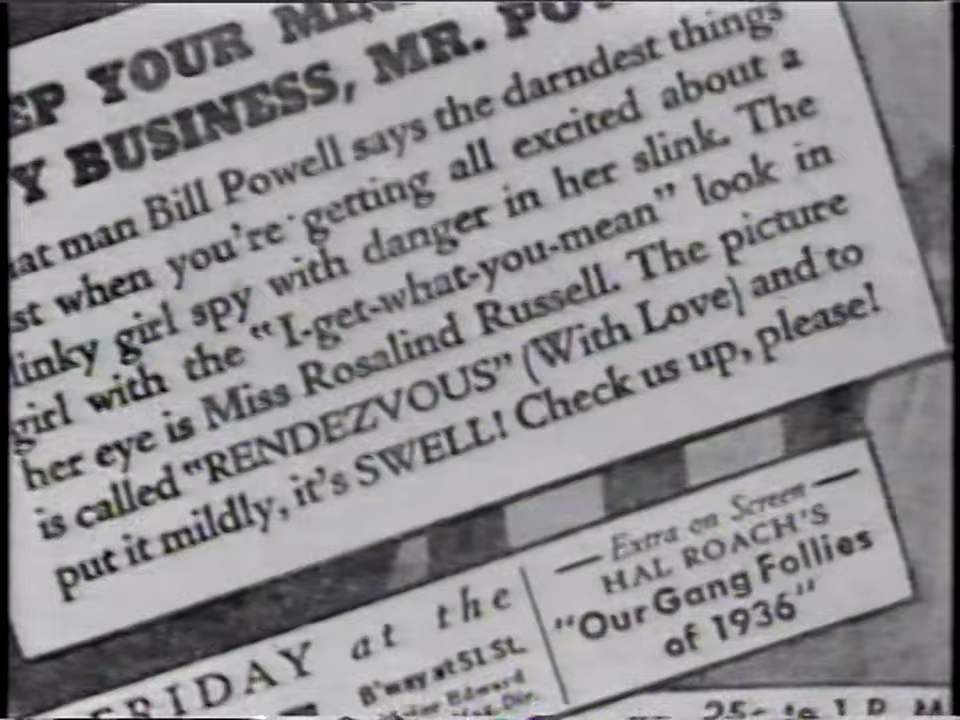 EP YOUR MIN
Y BUSINESS, MR. PO
at man Bill Powell says the darndest things
st when you're getting all excited about a
linky girl spy with danger in her slink. The
girl with the "I-get-what-you-mean" look in
her eye is Miss Rosalind Russell. The picture
is called "RENDEZVOUS" (With Love) and to
put it mildly, it's SWELL! Check us up, please!
FRIDAY at the
B'way at 51 St.
Edward
Extra on Screen
HAL ROACH'S
"Our Gang Follies
of 1936"
25c to 1 P. M